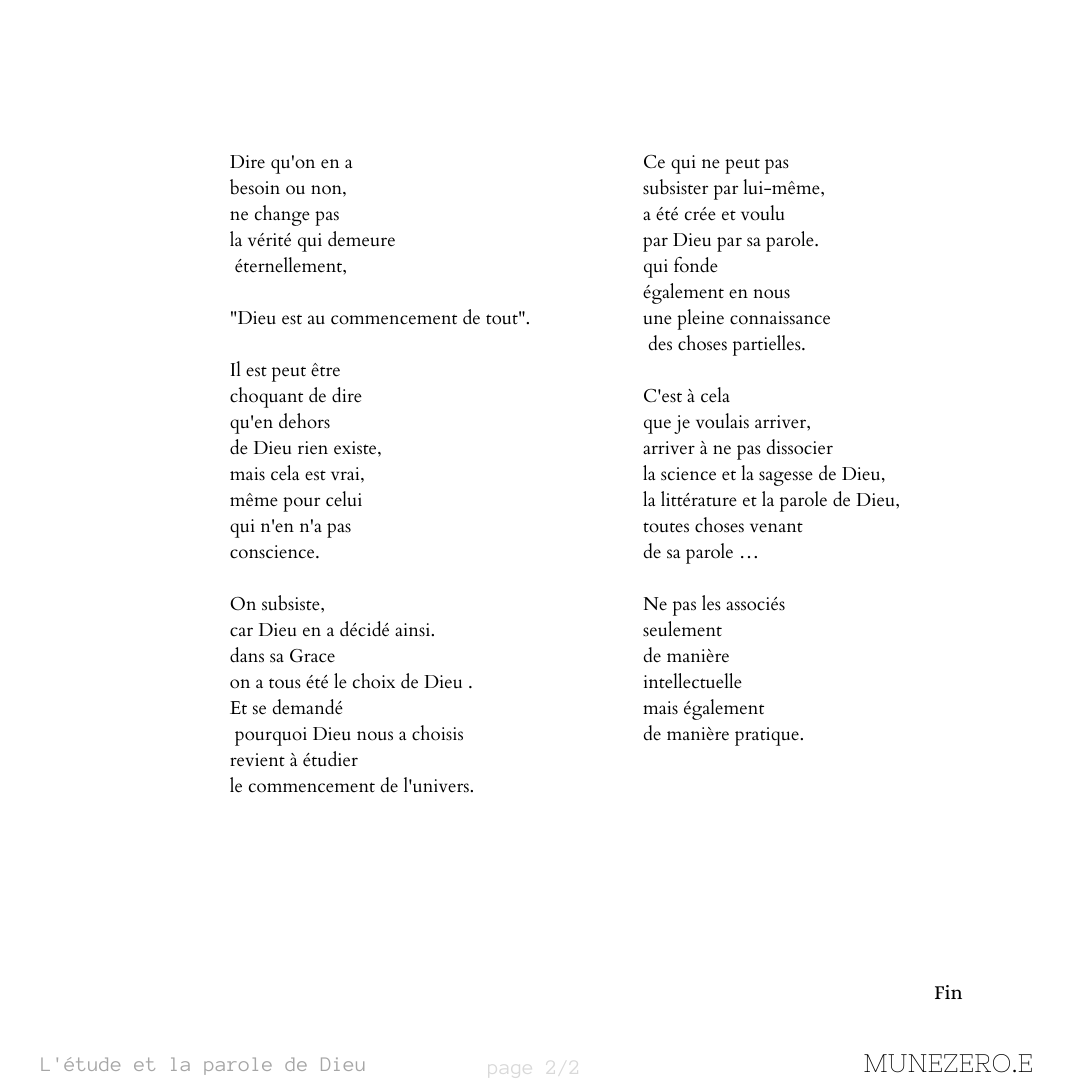 Dire qu'on en a
besoin ou non,
ne change pas
la vérité qui demeure
éternellement,
"Dieu est au commencement de tout".
Il est peut être
choquant de dire
qu'en dehors
de Dieu rien existe,
mais cela est vrai,
même pour celui
qui n'en n'a pas
conscience.
On subsiste,
car Dieu en a décidé ainsi.
dans sa Grace
on a tous été le choix de Dieu .
Et se demandé
pourquoi Dieu nous a choisis
revient à étudier
le commencement de l'univers.
Ce qui ne peut pas
subsister par lui-même,
a été crée et voulu
par Dieu par sa parole.
qui fonde
également en nous
une pleine connaissance
des choses partielles.
C'est à cela
que je voulais arriver,
arriver à ne pas dissocier
la science et la sagesse de Dieu,
la littérature et la parole de Dieu,
toutes choses venant
de sa parole …
Ne pas les associés
seulement
de manière
intellectuelle
mais également
de manière pratique.
Fin
L'étude et la parole de Dieu
page 2/2
MUNEZERO.E